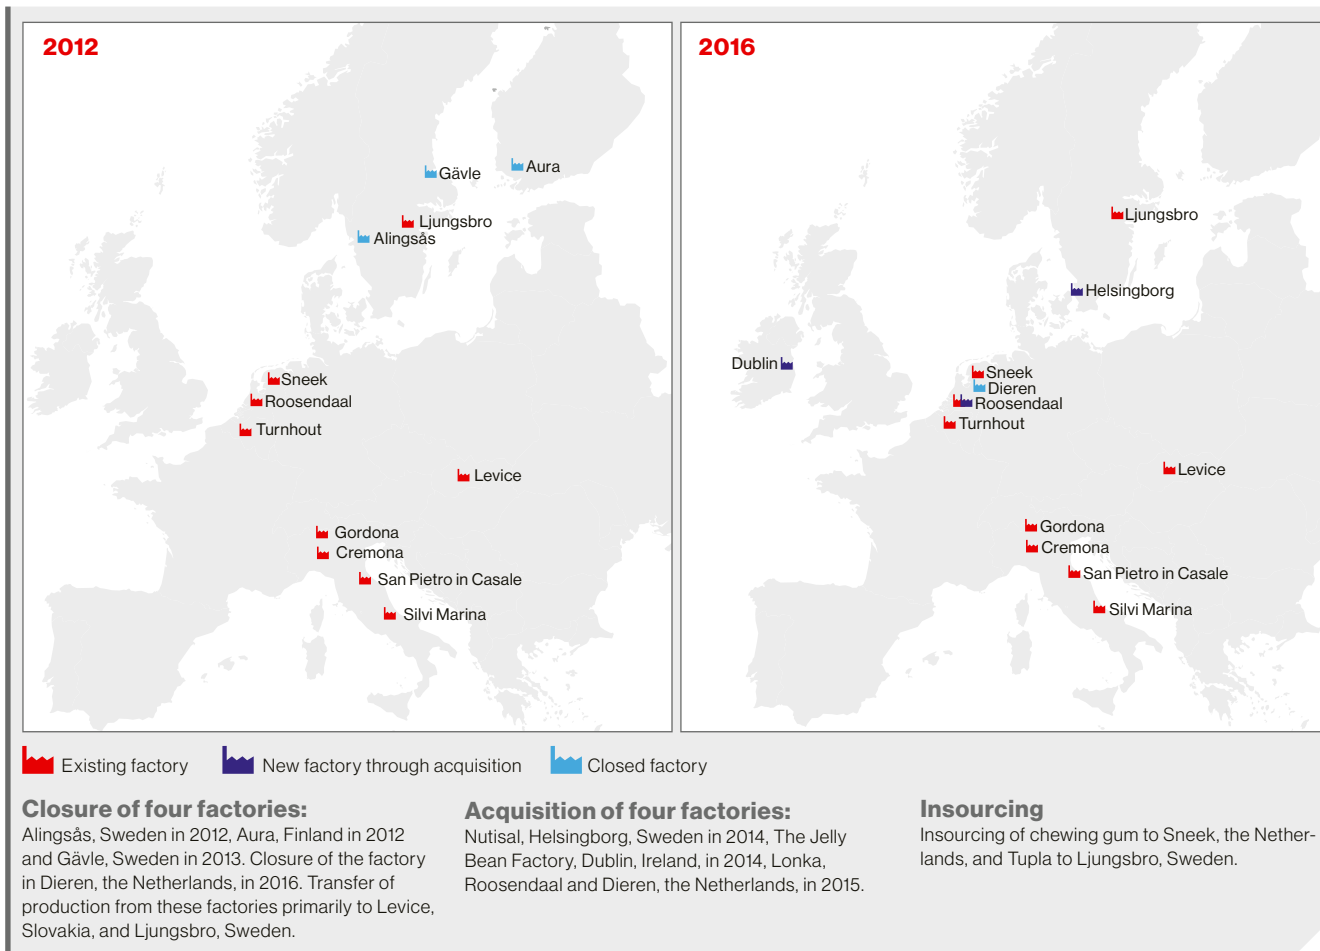 2012
Gävle
Aura
Ljungsbro
Alingsås
Sneek
Roosendaal
Turnhout
Levice
Gordona
Cremona
San Pietro in Casale
Silvi Marina
2016
Ljungsbro
Helsingborg
Dublin
Sneek
Dieren
Roosendaal
Turnhout
Levice
Gordona
Cremona
San Pietro in Casale
Silvi Marina
Existing factory
New factory through acquisition
Closed factory
Closure of four factories:
Alingsås, Sweden in 2012, Aura, Finland in 2012
and Gävle, Sweden in 2013. Closure of the factory
in Dieren, the Netherlands, in 2016. Transfer of
production from these factories primarily to Levice,
Slovakia, and Ljungsbro, Sweden.
Acquisition of four factories:
Nutisal, Helsingborg, Sweden in 2014, The Jelly
Bean Factory, Dublin, Ireland, in 2014, Lonka,
Roosendaal and Dieren, the Netherlands, in 2015.
Insourcing
Insourcing of chewing gum to Sneek, the Nether-
lands, and Tupla to Ljungsbro, Sweden.